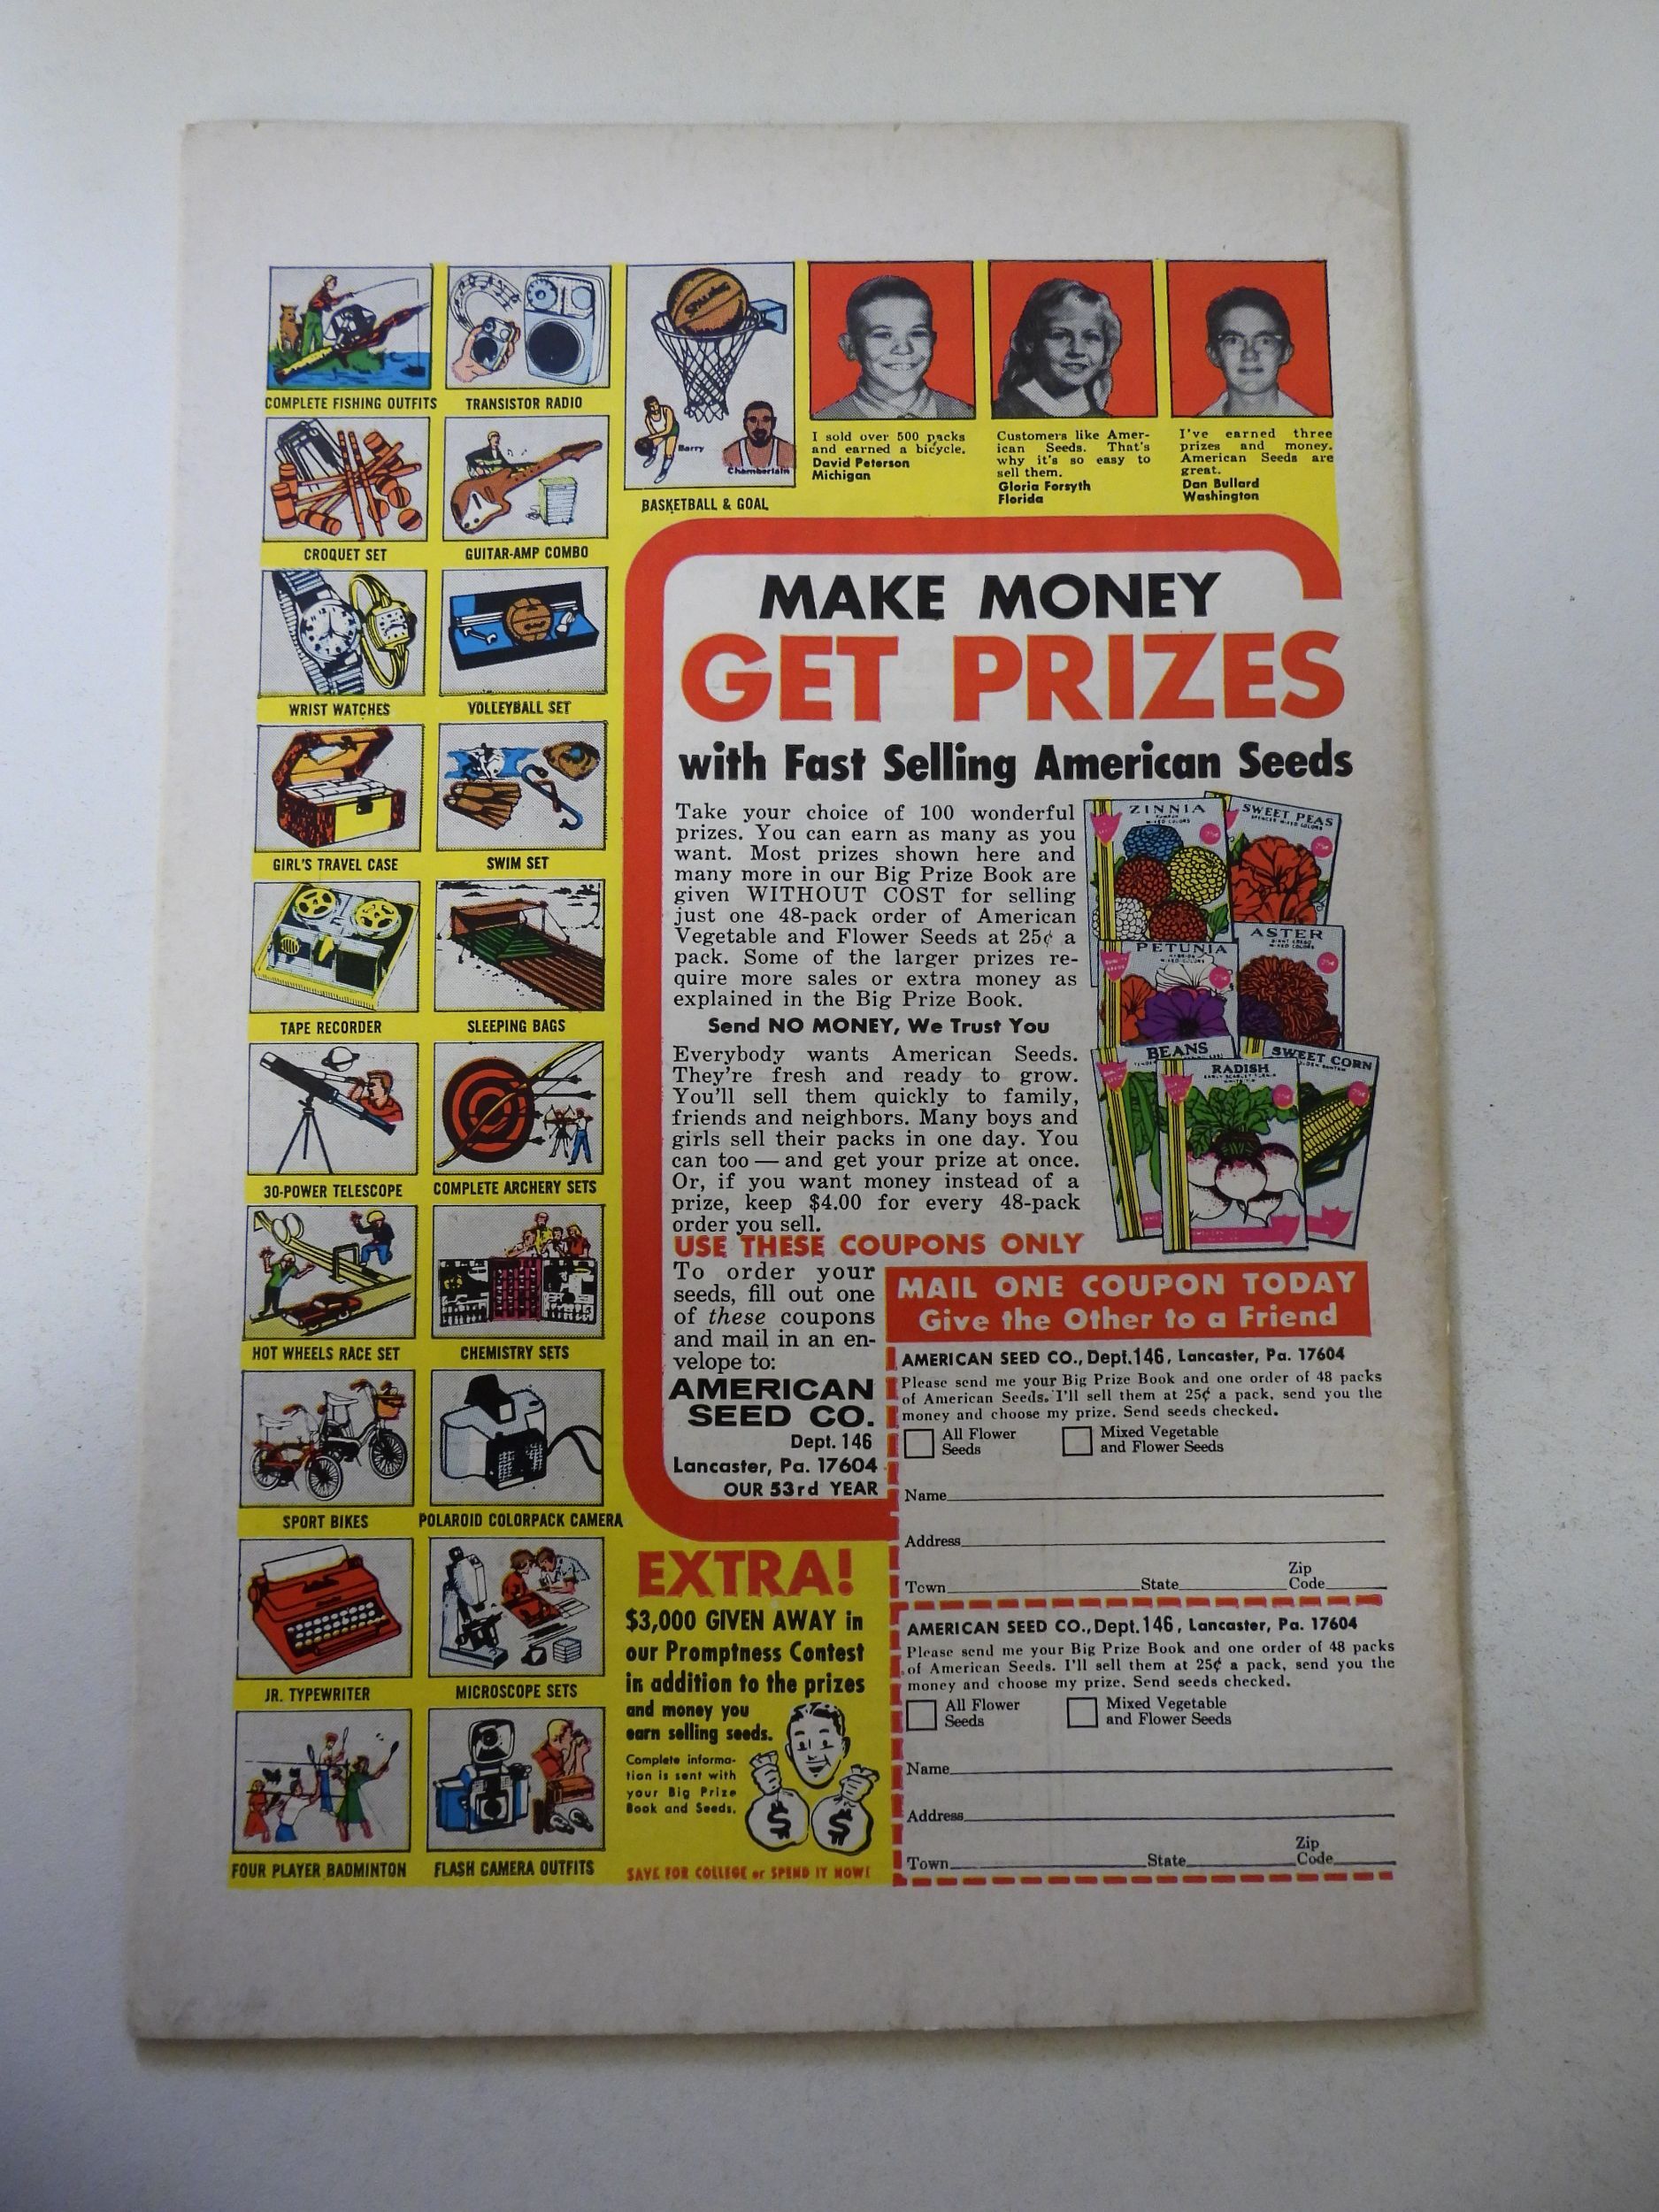 COMPLETE FISHING OUTFITS
TRANSISTOR RADIO
SPALDING
Barry
Chamberlain
BASKETBALL & GOAL
I sold over 500 packs
and earned a bicycle.
David Peterson
Michigan
Customers like Amer-
ican Seeds. That's
why it's so easy to
sell them.
Gloria Forsyth
Florida
I've earned three
prizes and money.
American Seeds are
great.
Dan Bullard
Washington
CROQUET SET
GUITAR-AMP COMBO
WRIST WATCHES
VOLLEYBALL SET
GIRL'S TRAVEL CASE
SWIM SET
TAPE RECORDER
SLEEPING BAGS
30-POWER TELESCOPE
COMPLETE ARCHERY SETS
HOT WHEELS RACE SET
CHEMISTRY SETS
SPORT BIKES
POLAROID COLORPACK CAMERA
JR. TYPEWRITER
MICROSCOPE SETS
FOUR PLAYER BADMINTON
FLASH CAMERA OUTFITS
MAKE MONEY
GET PRIZES
with Fast Selling American Seeds
Take your choice of 100 wonderful
prizes. You can earn as many as you
want. Most prizes shown here and
many more in our Big Prize Book are
given WITHOUT COST for selling
just one 48-pack order of American
Vegetable and Flower Seeds at 25¢ a
pack. Some of the larger prizes re-
quire more sales or extra money as
explained in the Big Prize Book.
Send NO MONEY, We Trust You
Everybody wants American Seeds.
They're fresh and ready to grow.
You'll sell them quickly to family,
friends and neighbors. Many boys and
girls sell their packs in one day. You
can too — and get your prize at once.
Or, if you want money instead of a
prize, keep $4.00 for every 48-pack
order you sell.
ZINNIA
MIXED COLORS
SWEET PEAS
SPENCER MIXED COLORS
PETUNIA
MIXED COLORS
ASTER
MIXED COLORS
BEANS
RADISH
SWEET CORN
USE THESE COUPONS ONLY
To order your
seeds, fill out one
of these coupons
and mail in an en-
velope to:
AMERICAN
SEED CO.
Dept. 146
Lancaster, Pa. 17604
OUR 53rd YEAR
EXTRA!
$3,000 GIVEN AWAY in
our Promptness Contest
in addition to the prizes
and money you
earn selling seeds.
Complete informa-
tion is sent with
your Big Prize
Book and Seeds.
$ $
SAVE FOR COLLEGE or SPEND IT NOW!
MAIL ONE COUPON TODAY
Give the Other to a Friend
AMERICAN SEED CO., Dept. 146, Lancaster, Pa. 17604
Please send me your Big Prize Book and one order of 48 packs
of American Seeds. I'll sell them at 25¢ a pack, send you the
money and choose my prize. Send seeds checked.
All Flower
Seeds
Mixed Vegetable
and Flower Seeds
Name
Address
Town State Zip
Code
AMERICAN SEED CO., Dept. 146, Lancaster, Pa. 17604
Please send me your Big Prize Book and one order of 48 packs
of American Seeds. I'll sell them at 25¢ a pack, send you the
money and choose my prize. Send seeds checked.
All Flower
Seeds
Mixed Vegetable
and Flower Seeds
Name
Address
Town State Zip
Code